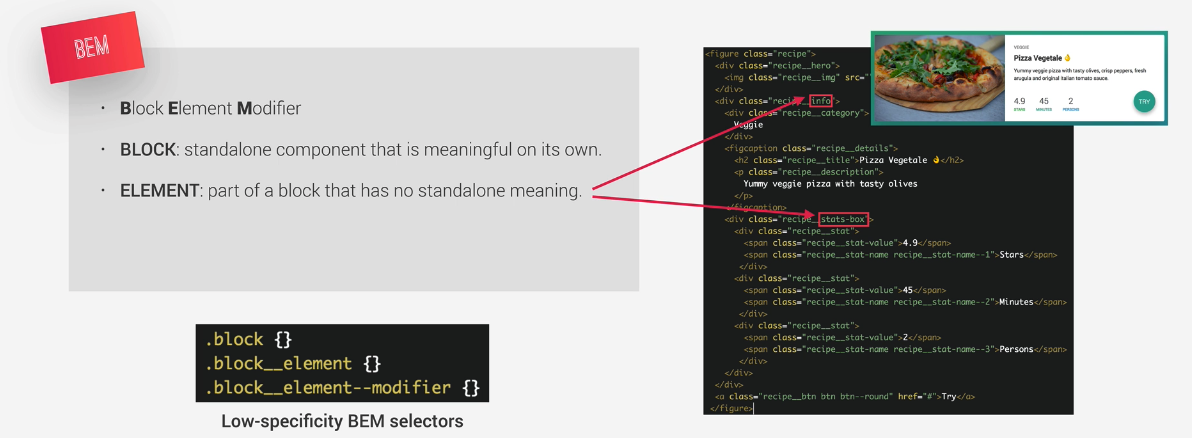 BEM
· Block Element Modifier
· BLOCK: standalone component that is meaningful on its own.
· ELEMENT: part of a block that has no standalone meaning.
.block {}
.block__element {}
.block__element--modifier {}
Low-specificity BEM selectors
<figure class="recipe">
<div class="recipe__hero">
<img class="recipe__img" src="
</div>
<div class="recipe__info">
<div class="recipe__category">
Veggie
</div>
<figcaption class="recipe__details">
<h2 class="recipe__title">Pizza Vegetale 👌</h2>
<p class="recipe__description">
Yummy veggie pizza with tasty olives
</p>
</figcaption>
<div class="recipe__stats-box">
<div class="recipe__stat">
<span class="recipe__stat-value">4.9</span>
<span class="recipe__stat-name recipe__stat-name--1">Stars</span>
</div>
<div class="recipe__stat">
<span class="recipe__stat-value">45</span>
<span class="recipe__stat-name recipe__stat-name--2">Minutes</span>
</div>
<div class="recipe__stat">
<span class="recipe__stat-value">2</span>
<span class="recipe__stat-name recipe__stat-name--3">Persons</span>
</div>
</div>
</div>
<a class="recipe__btn btn btn--round" href="#">Try</a>
</figure>
VEGGIE
Pizza Vegetale 👌
Yummy veggie pizza with tasty olives, crisp peppers, fresh
arugula and original italian tomato sauce.
4.9 45 2
STARS MINUTES PERSONS
TRY